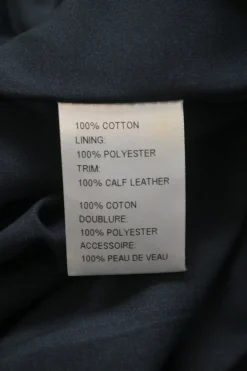 100% COTTON
LINING:
100% POLYESTER
TRIM:
100% CALF LEATHER
100% COTON
DOUBLURE:
100% POLYESTER
ACCESSOIRE:
100% PEAU DE VEAU